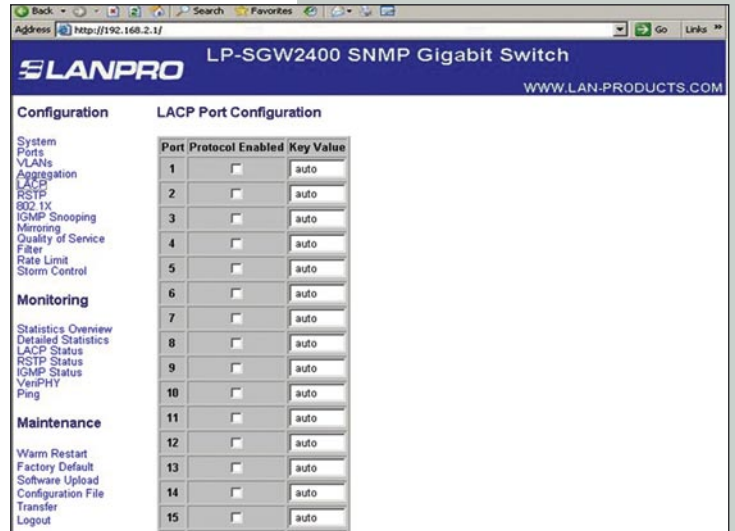 Back Search Favorites
Address http://192.168.2.1/ Go Links »
LANPRO
LP-SGW2400 SNMP Gigabit Switch
WWW.LAN-PRODUCTS.COM
Configuration
System
Ports
VLANs
Aggregation
LACP
RSTP
802.1X
IGMP Snooping
Mirroring
Quality of Service
Filter
Rate Limit
Storm Control
Monitoring
Statistics Overview
Detailed Statistics
LACP Status
RSTP Status
IGMP Status
VeriPHY
Ping
Maintenance
Warm Restart
Factory Default
Software Upload
Configuration File
Transfer
Logout
LACP Port Configuration
Port Protocol Enabled Key Value
1 auto
2 auto
3 auto
4 auto
5 auto
6 auto
7 auto
8 auto
9 auto
10 auto
11 auto
12 auto
13 auto
14 auto
15 auto